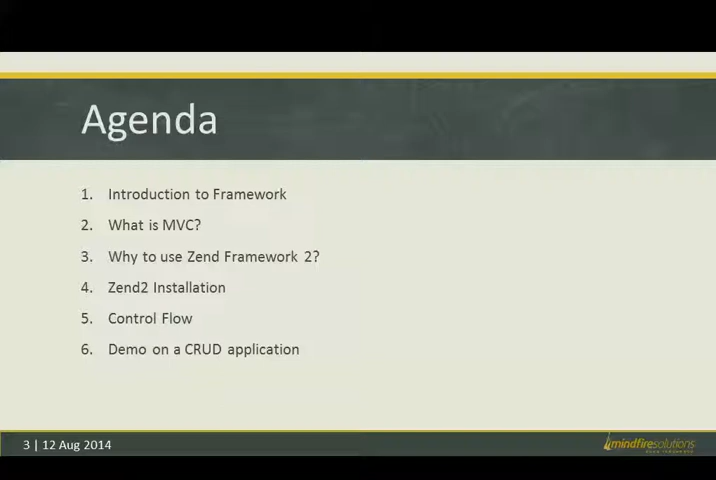 Agenda
1. Introduction to Framework
2. What is MVC?
3. Why to use Zend Framework 2?
4. Zend2 Installation
5. Control Flow
6. Demo on a CRUD application
3 | 12 Aug 2014
mindfiresolutions